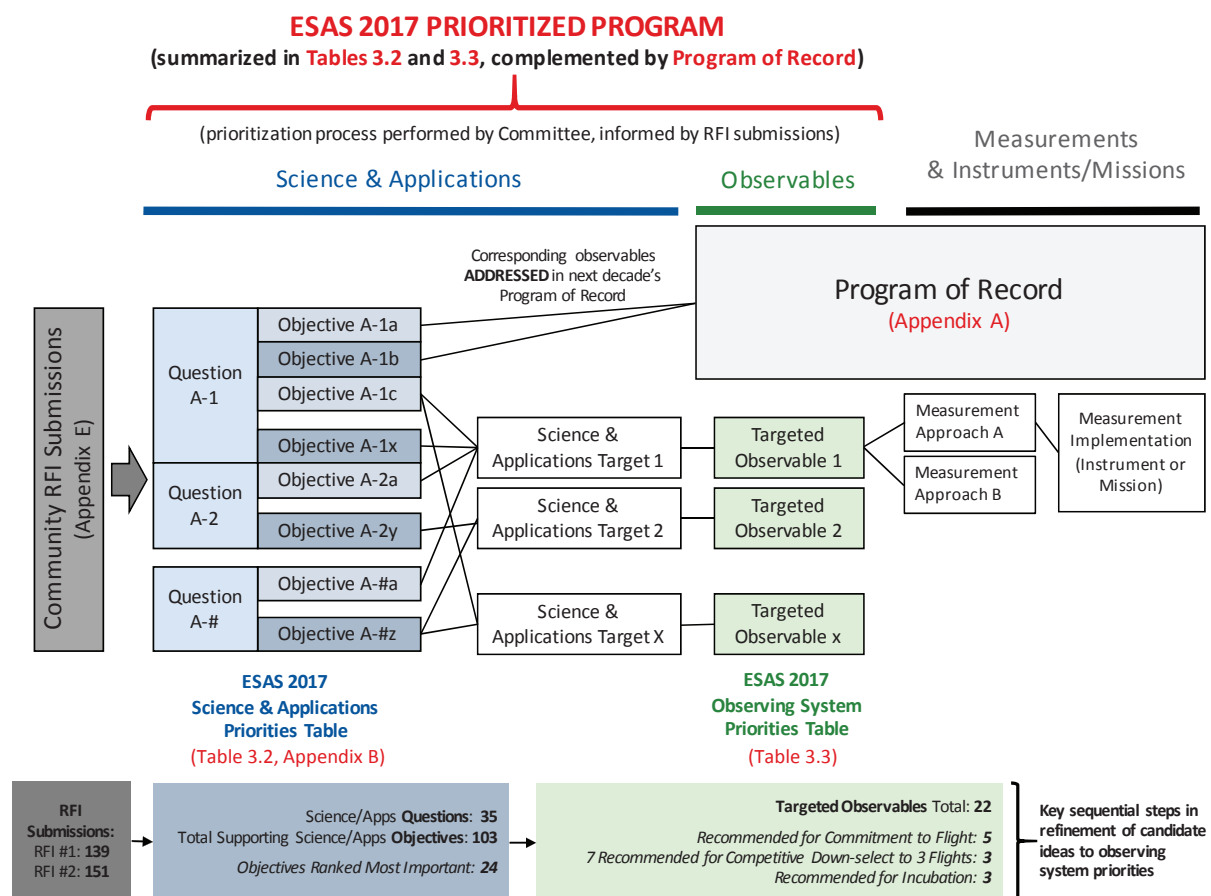 ESAS 2017 PRIORITIZED PROGRAM
(summarized in Tables 3.2 and 3.3, complemented by Program of Record)
(prioritization process performed by Committee, informed by RFI submissions)
Science & Applications
Observables
Measurements
& Instruments/Missions
Corresponding observables
ADDRESSED in next decade's
Program of Record
Program of Record
(Appendix A)
Community RFI Submissions
(Appendix E)
Question
A-1
Objective A-1a
Objective A-1b
Objective A-1c
Objective A-1x
Question
A-2
Objective A-2a
Objective A-2y
Question
A-#
Objective A-#a
Objective A-#z
Science &
Applications Target 1
Science &
Applications Target 2
Science &
Applications Target X
Targeted
Observable 1
Targeted
Observable 2
Targeted
Observable x
Measurement
Approach A
Measurement
Approach B
Measurement
Implementation
(Instrument or
Mission)
ESAS 2017
Science & Applications
Priorities Table
(Table 3.2, Appendix B)
ESAS 2017
Observing System
Priorities Table
(Table 3.3)
RFI
Submissions:
RFI #1: 139
RFI #2: 151
Science/Apps Questions: 35
Total Supporting Science/Apps Objectives: 103
Objectives Ranked Most Important: 24
Targeted Observables Total: 22
Recommended for Commitment to Flight: 5
7 Recommended for Competitive Down-select to 3 Flights: 3
Recommended for Incubation: 3
Key sequential steps in
refinement of candidate
ideas to observing
system priorities